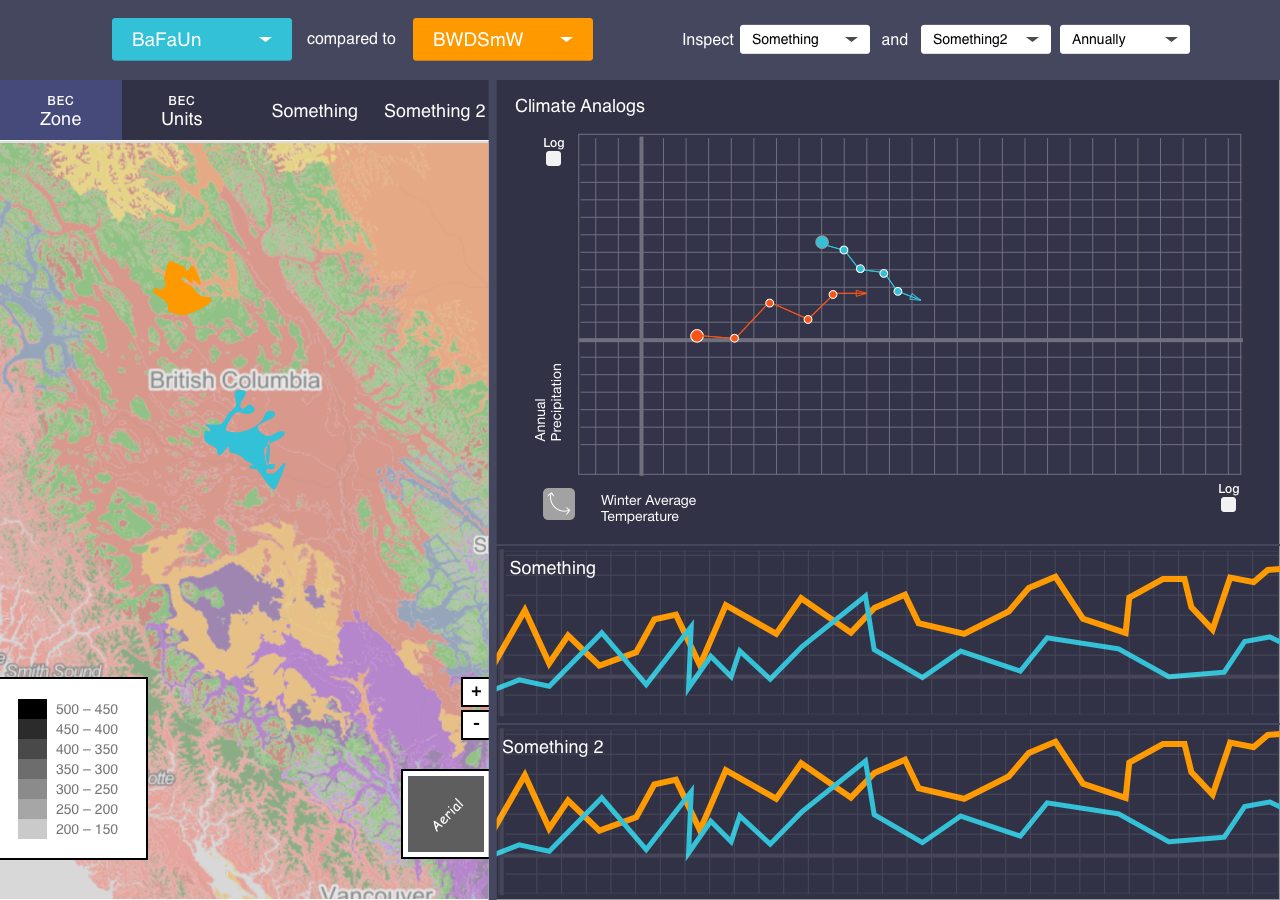 BaFaUn
compared to
BWDSmW
Inspect
Something
and
Something2
Annually
BEC
Zone
BEC
Units
Something
Something 2
British Columbia
Smith Sound
500 – 450
450 – 400
400 – 350
350 – 300
300 – 250
250 – 200
200 – 150
+
-
Aerial
Vancouver
Climate Analogs
Log
Annual
Precipitation
Winter Average
Temperature
Log
Something
Something 2